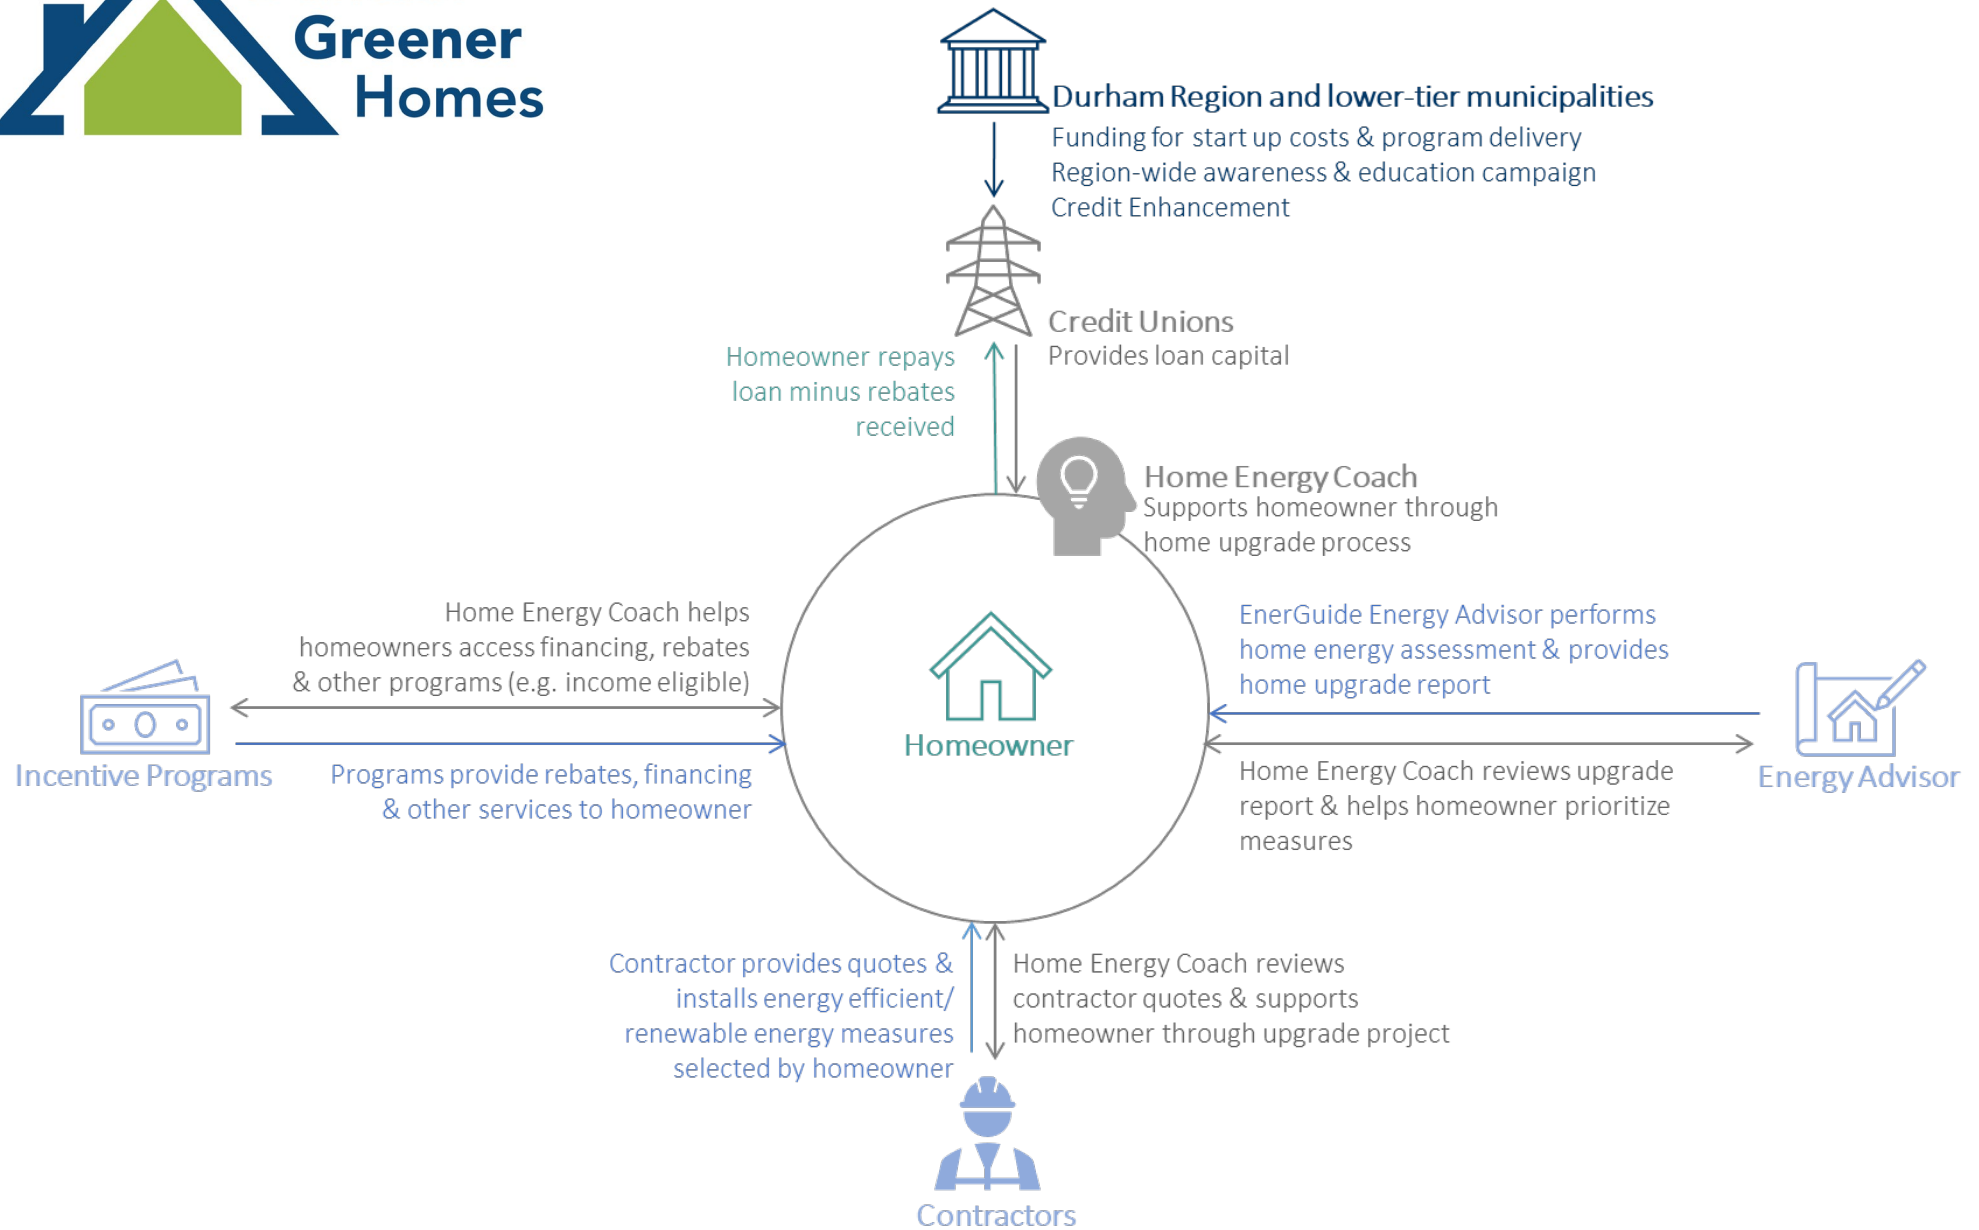 Greener
Homes
Durham Region and lower-tier municipalities
Funding for start up costs & program delivery
Region-wide awareness & education campaign
Credit Enhancement
Credit Unions
Provides loan capital
Homeowner repays
loan minus rebates
received
Home Energy Coach
Supports homeowner through
home upgrade process
Home Energy Coach helps
homeowners access financing, rebates
& other programs (e.g. income eligible)
Incentive Programs
Programs provide rebates, financing
& other services to homeowner
Homeowner
EnerGuide Energy Advisor performs
home energy assessment & provides
home upgrade report
Energy Advisor
Home Energy Coach reviews upgrade
report & helps homeowner prioritize
measures
Contractor provides quotes &
installs energy efficient/
renewable energy measures
selected by homeowner
Home Energy Coach reviews
contractor quotes & supports
homeowner through upgrade project
Contractors